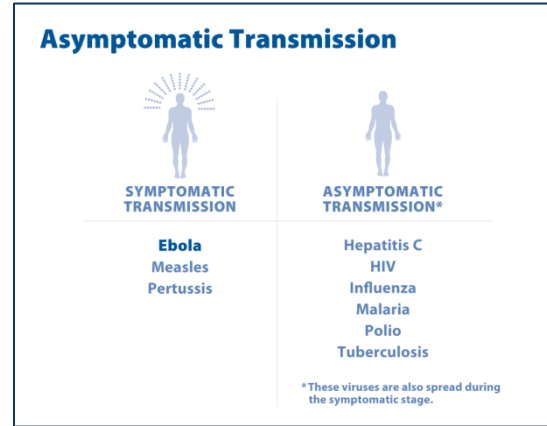 Asymptomatic Transmission
SYMPTOMATIC
TRANSMISSION
Ebola
Measles
Pertussis
ASYMPTOMATIC
TRANSMISSION*
Hepatitis C
HIV
Influenza
Malaria
Polio
Tuberculosis
*These viruses are also spread during
the symptomatic stage.